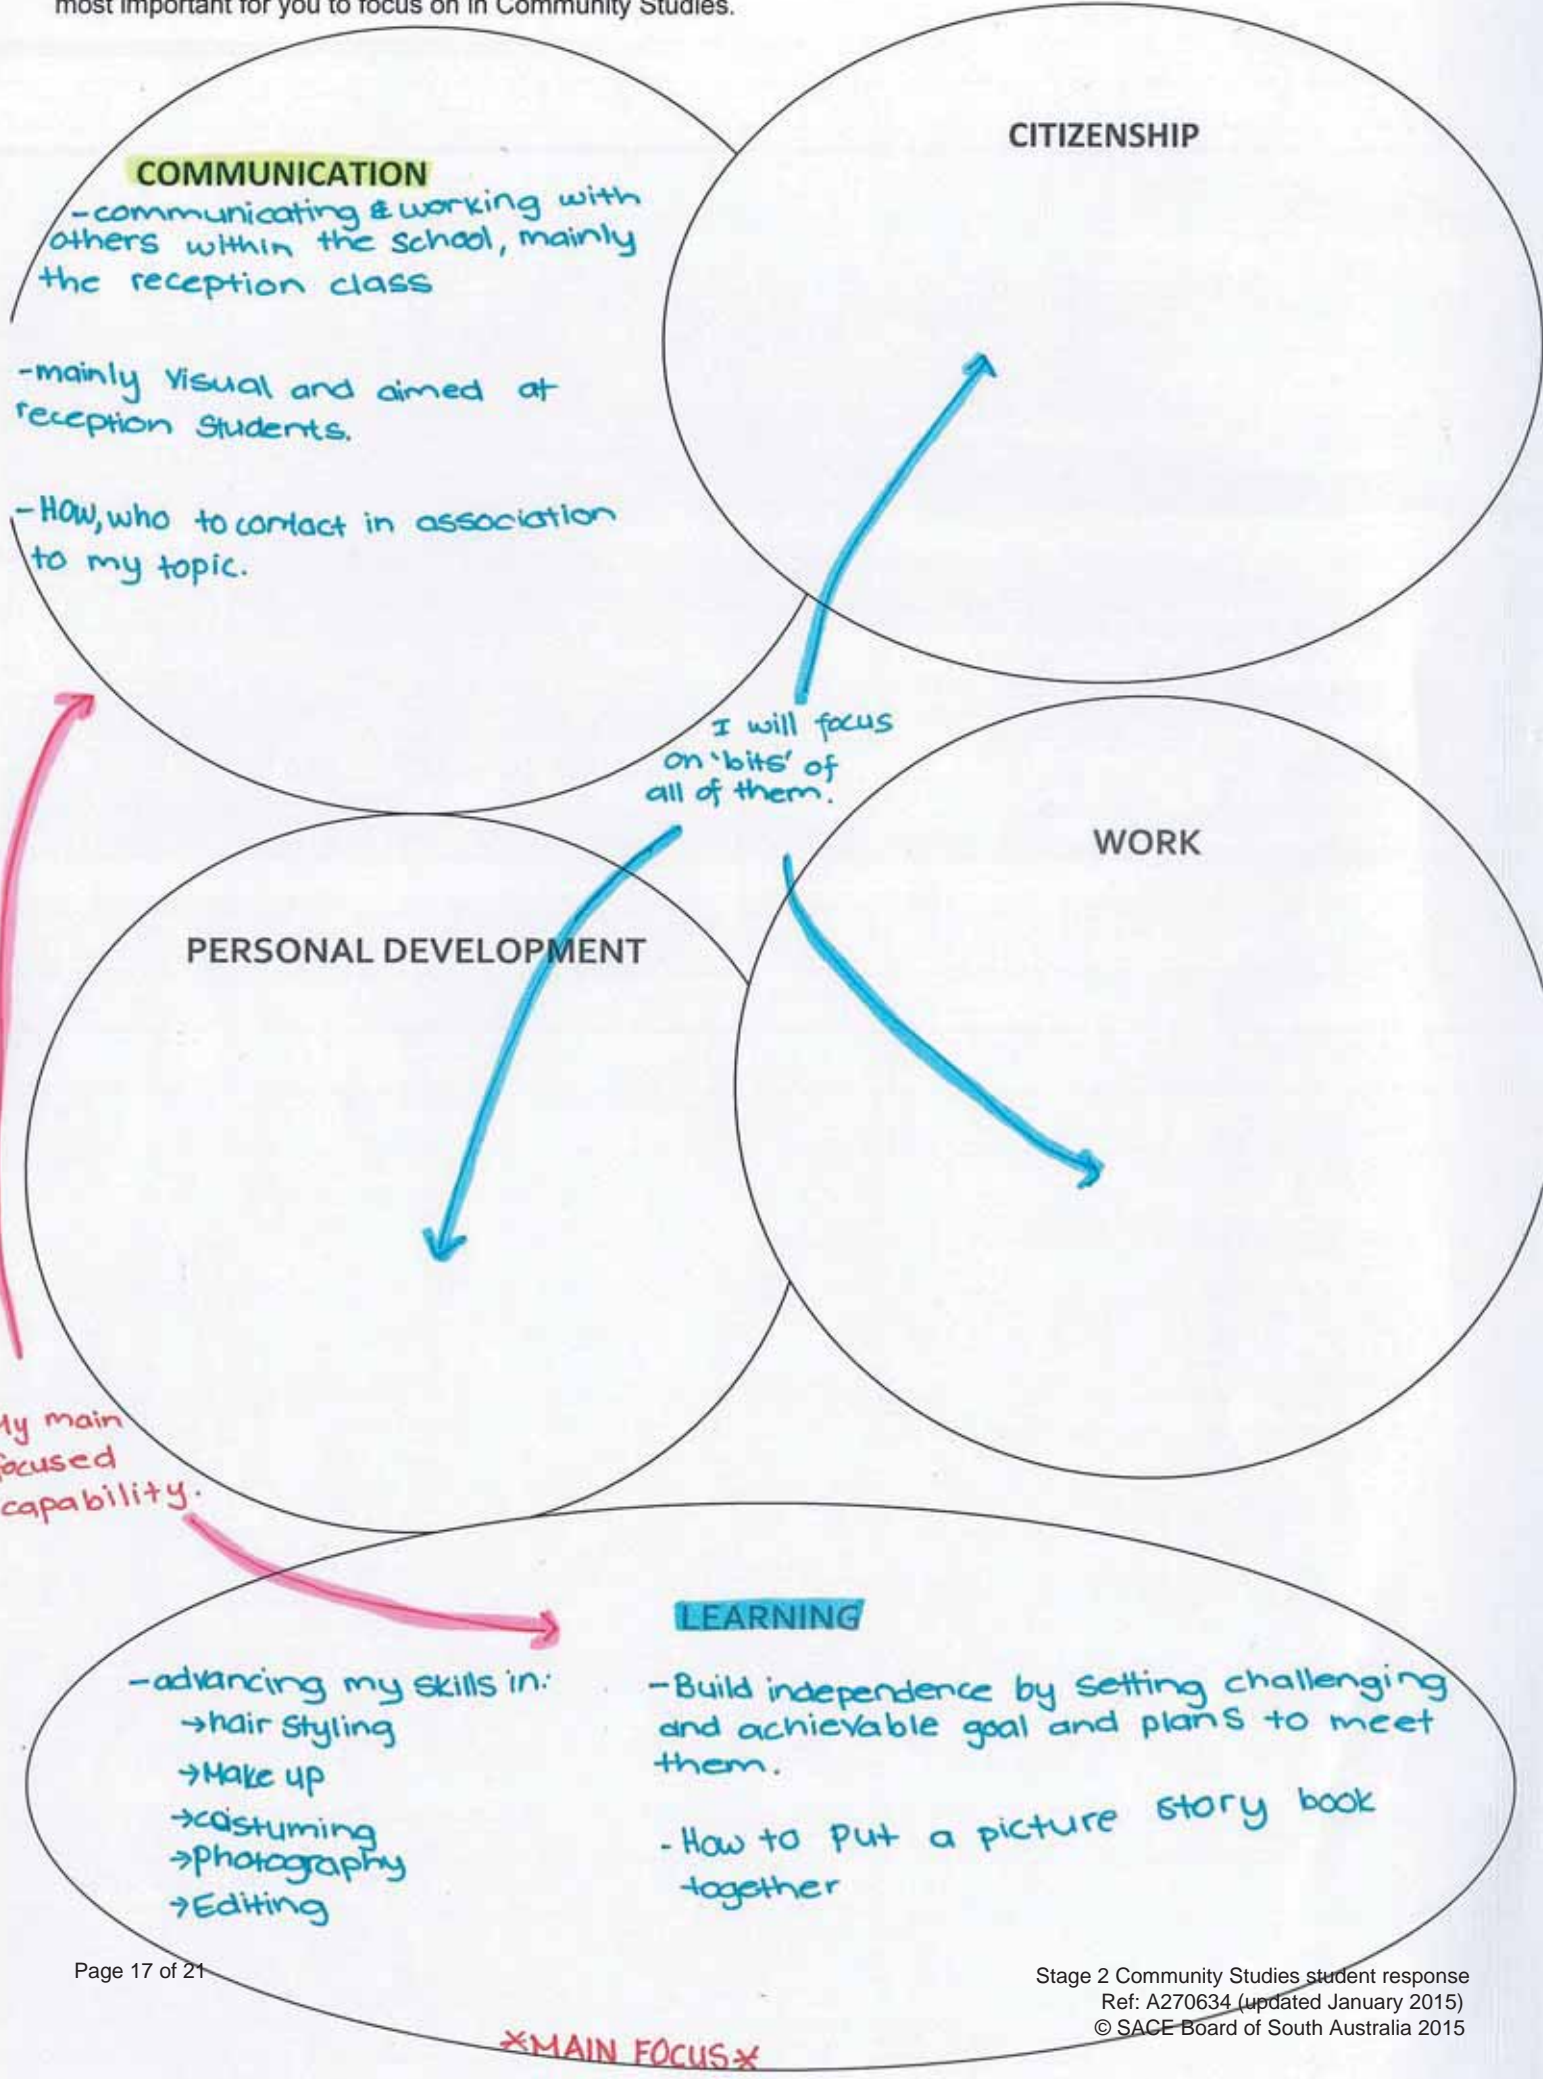 most important for you to focus on in Community Studies.
COMMUNICATION
-communicating & working with
others within the school, mainly
the reception class
-mainly visual and aimed at
reception students.
-How, who to contact in association
to my topic.
CITIZENSHIP
I will focus
on 'bits' of
all of them.
WORK
PERSONAL DEVELOPMENT
My main
focused
capability.
LEARNING
-advancing my skills in:
→hair styling
→Make up
→costuming
→Photography
→Editing
-Build independence by setting challenging
and achievable goal and plans to meet
them.
- How to put a picture story book
together
*MAIN FOCUS*
Page 17 of 21
Stage 2 Community Studies student response
Ref: A270634 (updated January 2015)
© SACE Board of South Australia 2015